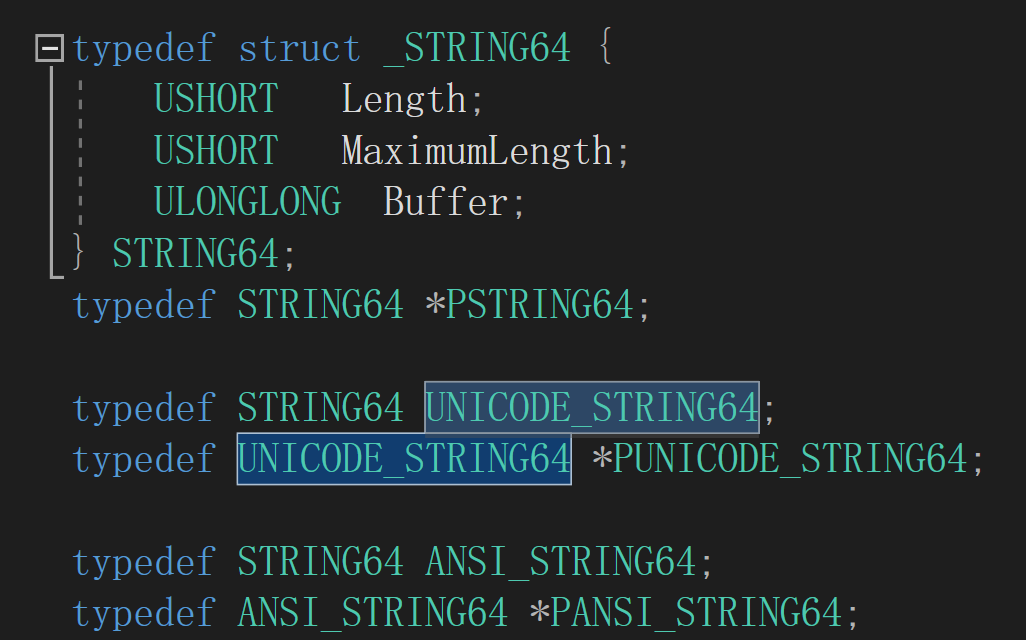 typedef struct _STRING64 {
USHORT Length;
USHORT MaximumLength;
ULONGLONG Buffer;
} STRING64;
typedef STRING64 *PSTRING64;
typedef STRING64 UNICODE_STRING64;
typedef UNICODE_STRING64 *PUNICODE_STRING64;
typedef STRING64 ANSI_STRING64;
typedef ANSI_STRING64 *PANSI_STRING64;